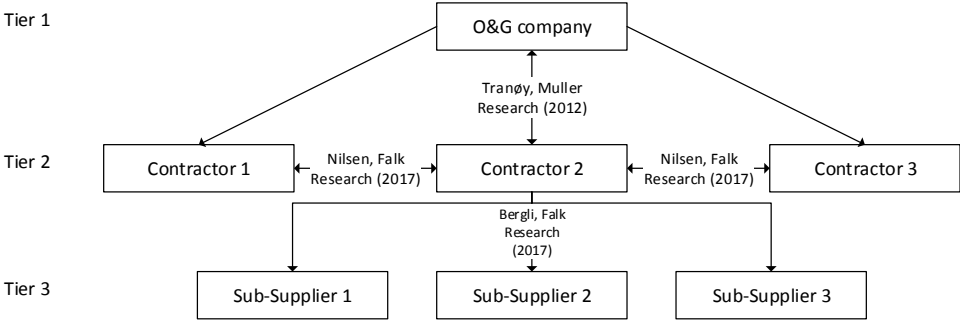 Tier 1
O&G company
Tranøy, Muller
Research (2012)
Tier 2
Contractor 1
Nilsen, Falk
Research (2017)
Contractor 2
Nilsen, Falk
Research (2017)
Contractor 3
Bergli, Falk
Research
(2017)
Tier 3
Sub-Supplier 1
Sub-Supplier 2
Sub-Supplier 3